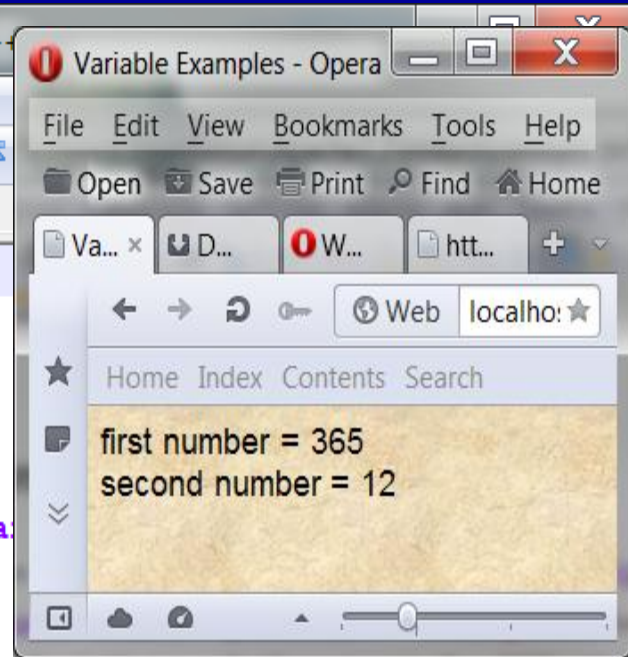 Variable Examples - Opera
File Edit View Bookmarks Tools Help
Open Save Print Find Home
Va... D... W... htt...
Web localho
Home Index Contents Search
first number = 365
second number = 12